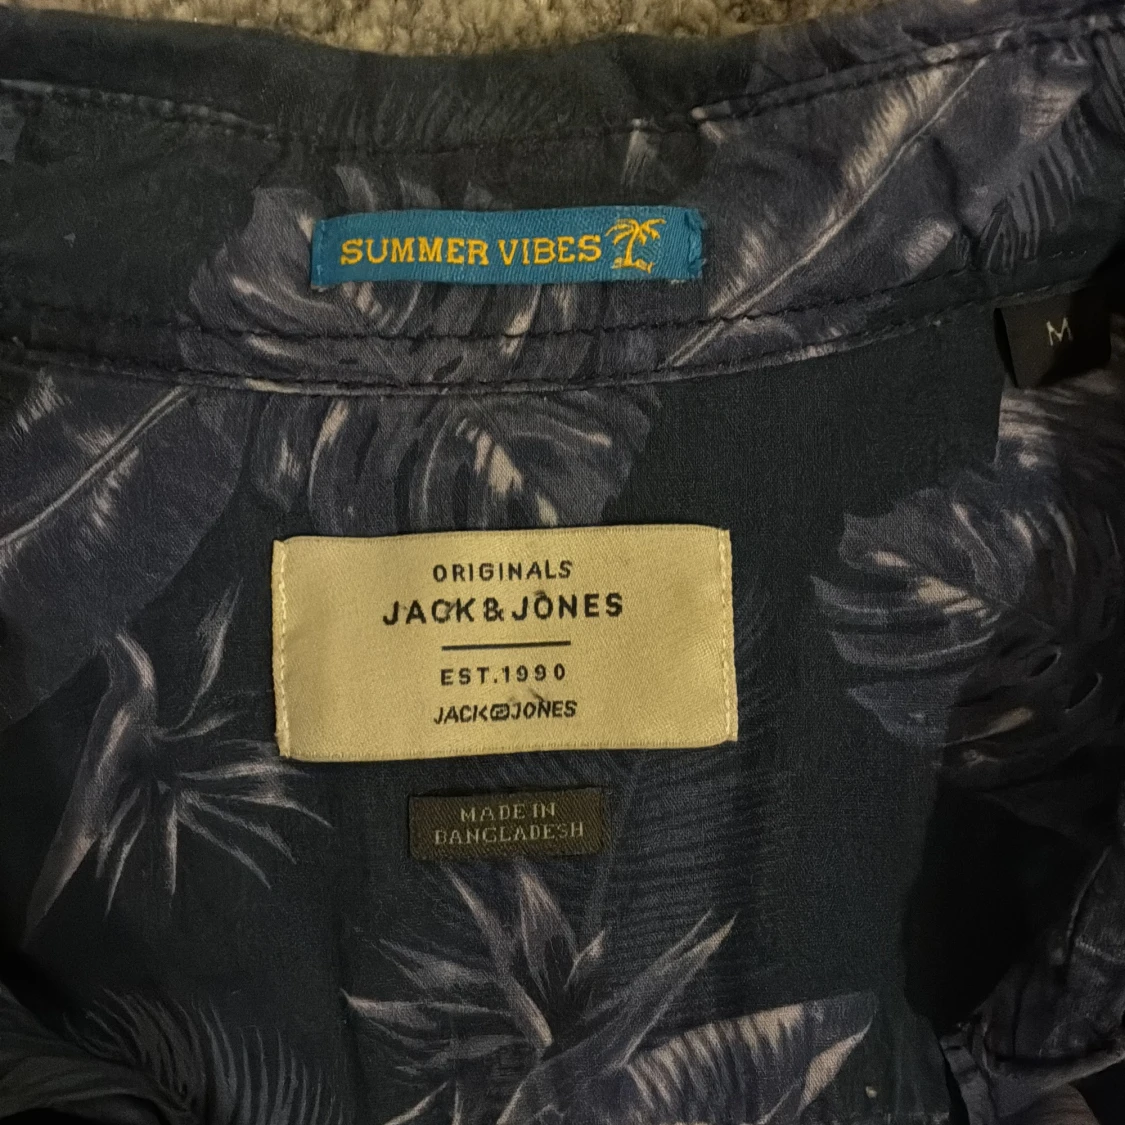 SUMMER VIBES
M
ORIGINALS
JACK & JONES
EST.1990
JACK JONES
MADE IN
BANGLADESH